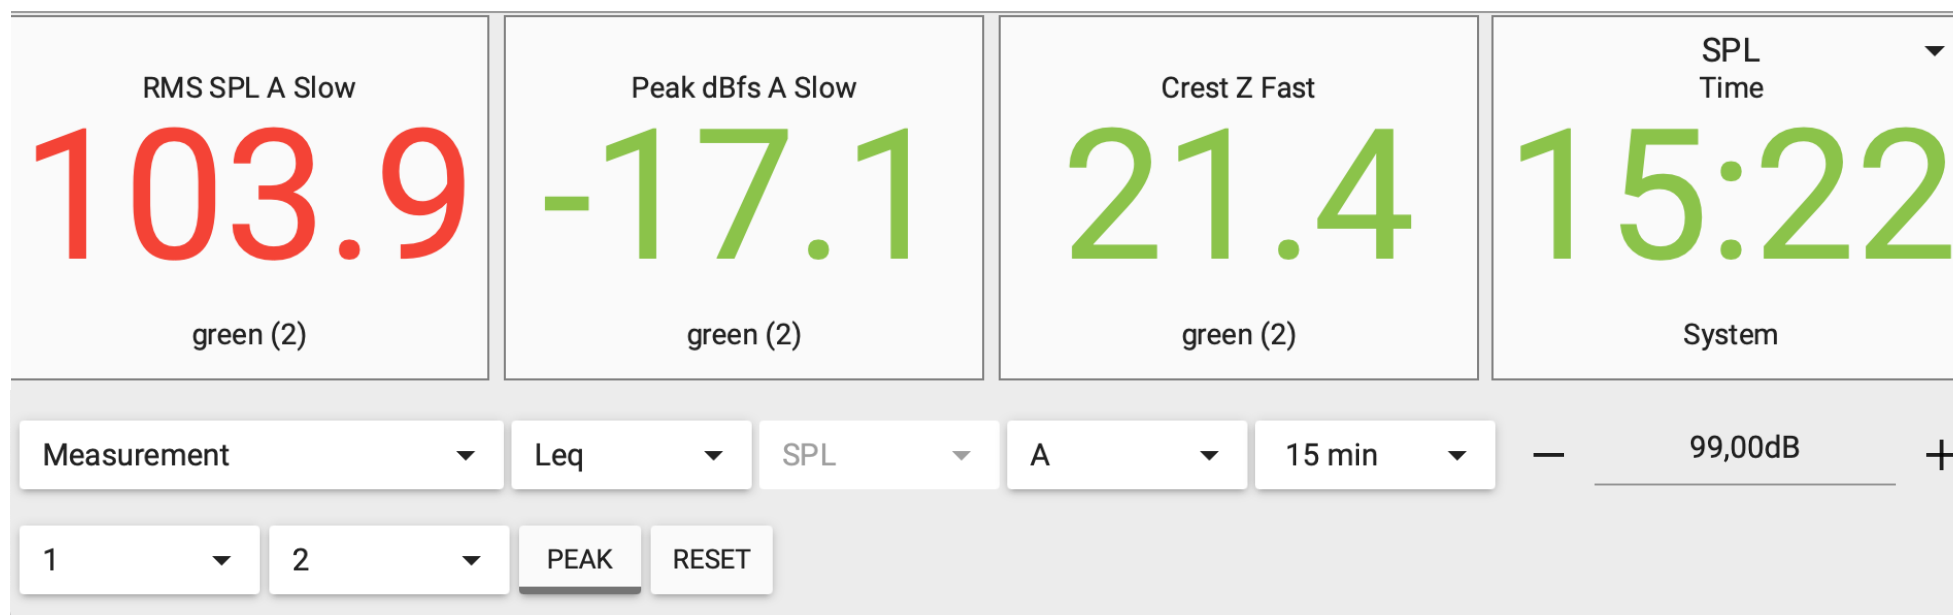 SPL
RMS SPL A Slow
Peak dBfs A Slow
Crest Z Fast
Time
103.9
-17.1
21.4
15:22
green (2)
green (2)
green (2)
System
Measurement
Leq
SPL
A
15 min
99,00dB
1
2
PEAK
RESET